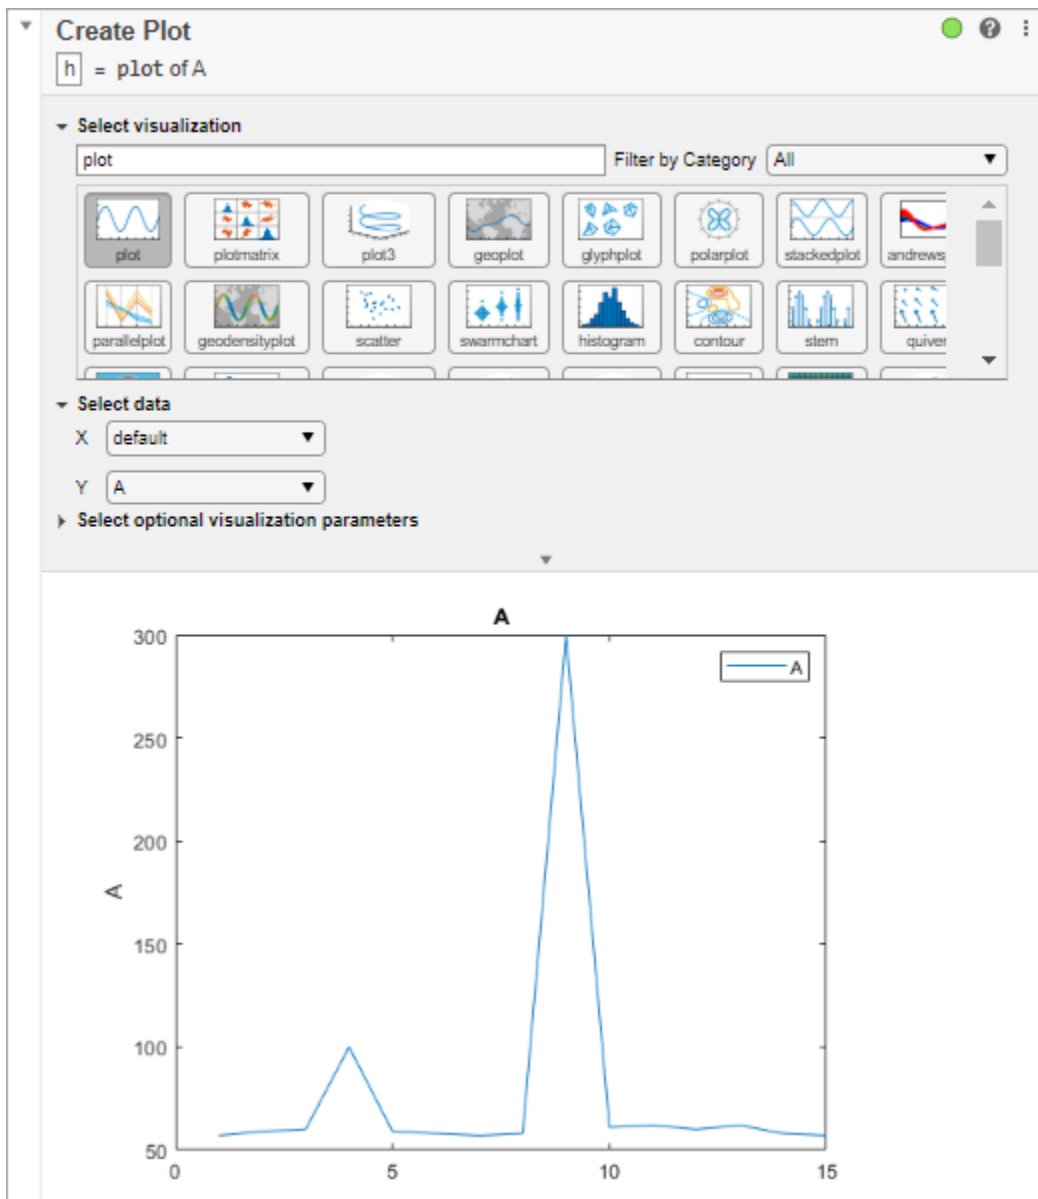 Create Plot
h = plot of A
Select visualization
plot Filter by Category All
plot plotmatrix plot3 geoplot glyphplot polarplot stackedplot andrews
parallelplot geodensityplot scatter swarmchart histogram contour stem quiver
Select data
X default
Y A
Select optional visualization parameters
A
300
A
250
200
A
150
100
50
0 5 10 15